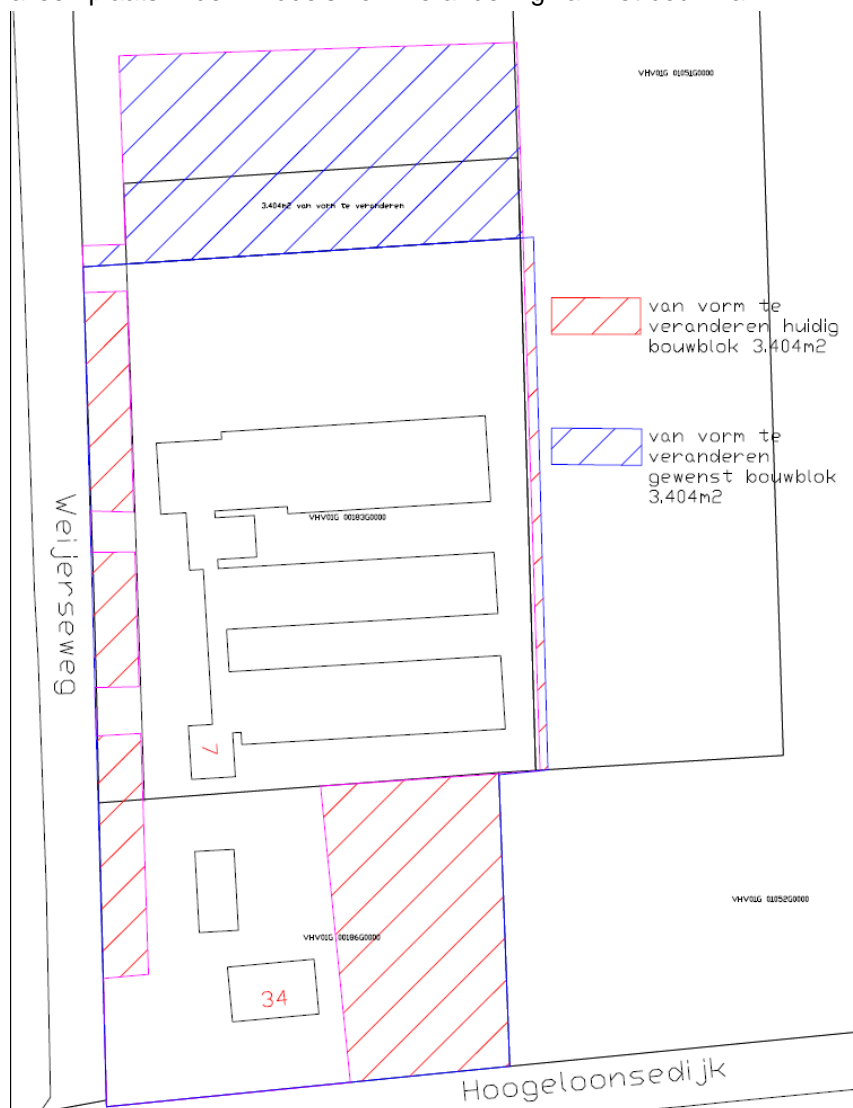 VHV01G 01051G0000
3.404m2 van vorm te veranderen
van vorm te
veranderen huidig
bouwblok 3.404m2
van vorm te
veranderen
gewenst bouwblok
3.404m2
Weijerseweg
VHV01G 00183G0000
7
VHV01G 01052G0000
VHV01G 00186G0000
34
Hoogeloonsedijk